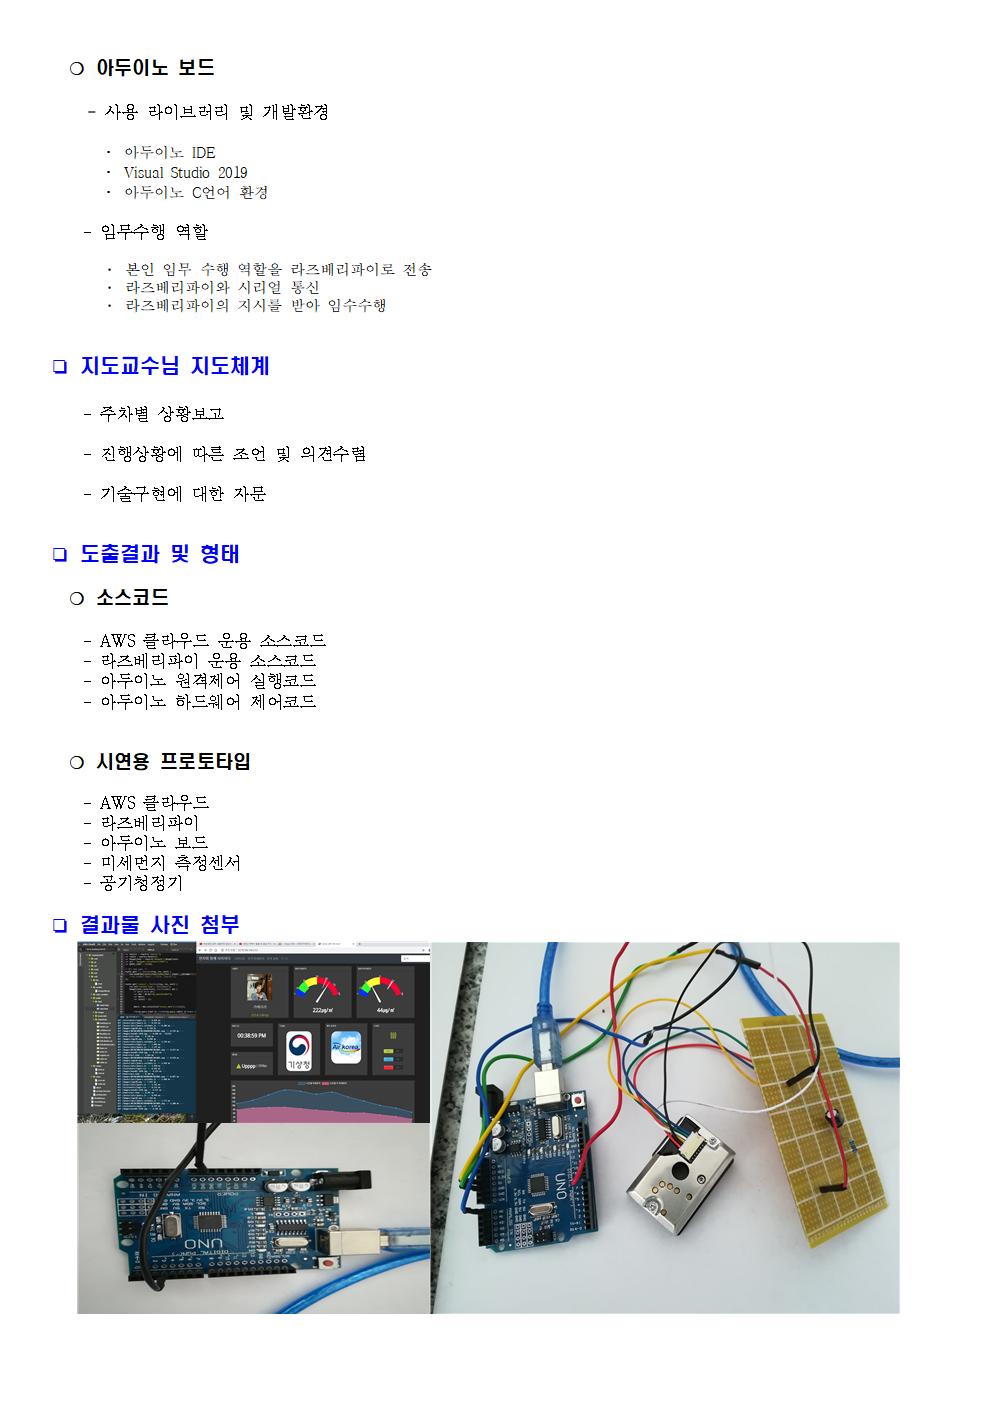 ❍ 아두이노 보드
- 사용 라이브러리 및 개발환경
· 아두이노 IDE
· Visual Studio 2019
· 아두이노 C언어 환경
- 임무수행 역할
· 본인 임무 수행 역할을 라즈베리파이로 전송
· 라즈베리파이와 시리얼 통신
· 라즈베리파이의 지시를 받아 임수수행
❏ 지도교수님 지도체계
- 주차별 상황보고
- 진행상황에 따른 조언 및 의견수렴
- 기술구현에 대한 자문
❏ 도출결과 및 형태
❍ 소스코드
- AWS 클라우드 운용 소스코드
- 라즈베리파이 운용 소스코드
- 아두이노 원격제어 실행코드
- 아두이노 하드웨어 제어코드
❍ 시연용 프로토타입
- AWS 클라우드
- 라즈베리파이
- 아두이노 보드
- 미세먼지 측정센서
- 공기청정기
❏ 결과물 사진 첨부
222㎍/㎥
44㎍/㎥
00:38:59 PM
기상청
Air korea
Upppp
UNO
UNO